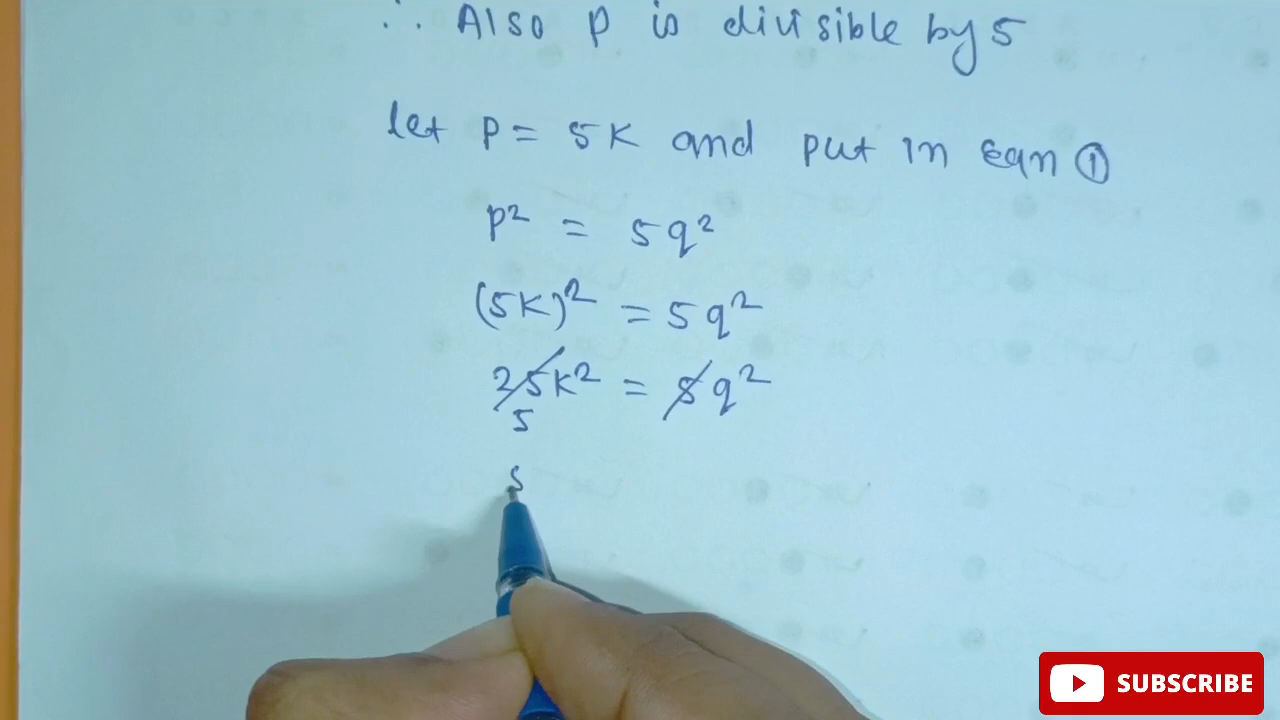 ∴ Also P is divisible by 5
let P = 5K and put in eqn ①
P² = 5q²
(5K)² = 5q²
25K² = 5q²
5
5
SUBSCRIBE